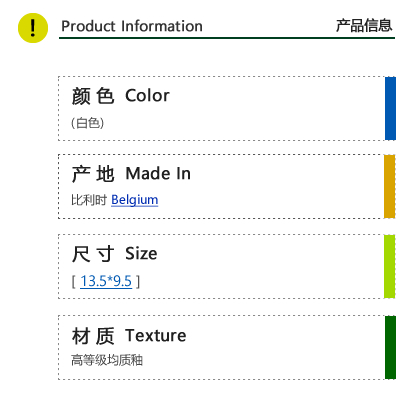 !
Product Information 产品信息
颜 色 Color
(白色)
产 地 Made In
比利时 Belgium
尺 寸 Size
[ 13.5*9.5 ]
材 质 Texture
高等级均质釉